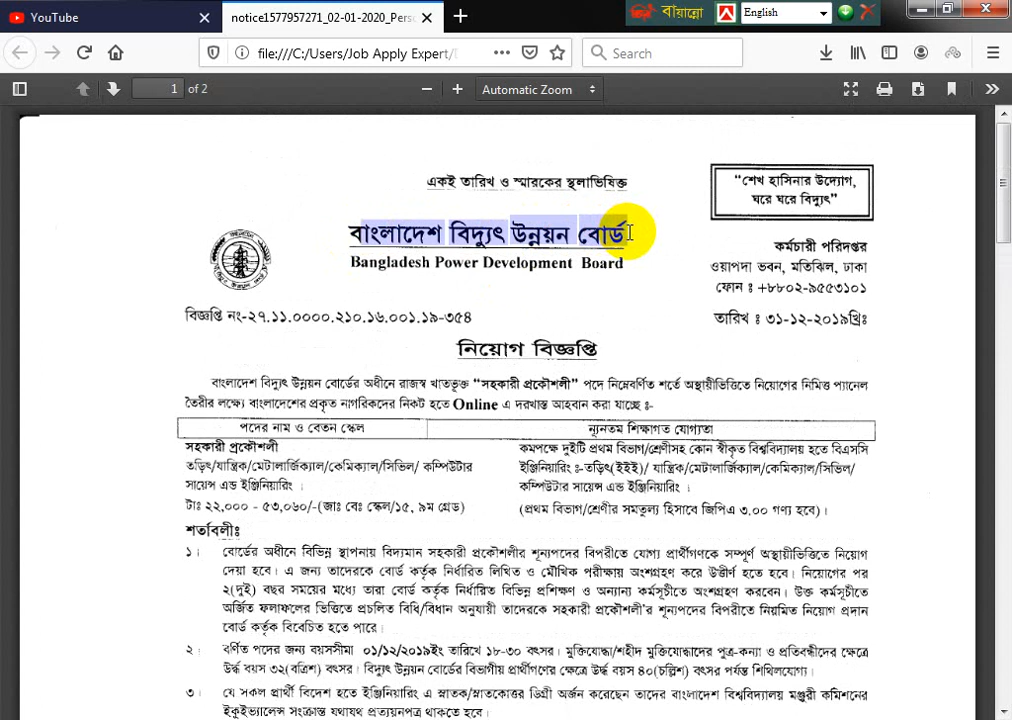 YouTube
notice1577957271_02-01-2020_Pers
বায়ান্নো
English
file:///C:/Users/Job Apply Expert/D
Search
1 of 2
Automatic Zoom
একই তারিখ ও স্মারকের স্থলাভিষিক্ত
"শেখ হাসিনার উদ্যোগ,
ঘরে ঘরে বিদ্যুৎ"
বাংলাদেশ বিদ্যুৎ উন্নয়ন বোর্ড
Bangladesh Power Development Board
কর্মচারী পরিদপ্তর
ওয়াপদা ভবন, মতিঝিল, ঢাকা
ফোন ঃ +৮৮০২-৯৫৫৩১০১
বিজ্ঞপ্তি নং-২৭.১১.০০০০.২১০.১৬.০০১.১৯-৩৫৪
তারিখ ঃ ৩১-১২-২০১৯খ্রিঃ
নিয়োগ বিজ্ঞপ্তি
বাংলাদেশ বিদ্যুৎ উন্নয়ন বোর্ডের অধীনে রাজস্ব খাতভূক্ত "সহকারী প্রকৌশলী" পদে নিম্নেবর্ণিত শর্তে অস্থায়ীভিত্তিতে নিয়োগের নিমিত্ত প্যানেল
তৈরীর লক্ষ্যে বাংলাদেশের প্রকৃত নাগরিকদের নিকট হতে Online এ দরখাস্ত আহবান করা যাচ্ছে ঃ-
পদের নাম ও বেতন স্কেল
ন্যূনতম শিক্ষাগত যোগ্যতা
সহকারী প্রকৌশলী
তড়িৎ/যান্ত্রিক/মেটালার্জিক্যাল/কেমিক্যাল/সিভিল/ কম্পিউটার
সায়েন্স এন্ড ইঞ্জিনিয়ারিং ।
টাঃ ২২,০০০ - ৫৩,০৬০/-(জাঃ বেঃ স্কেল/১৫, ৯ম গ্রেড)
কমপক্ষে দুইটি প্রথম বিভাগ/শ্রেণীসহ কোন স্বীকৃত বিশ্ববিদ্যালয় হতে বিএসসি
ইঞ্জিনিয়ারিং ঃ-তড়িৎ(ইইই)/ যান্ত্রিক/মেটালার্জিক্যাল/কেমিক্যাল/সিভিল/
কম্পিউটার সায়েন্স এন্ড ইঞ্জিনিয়ারিং ।
(প্রথম বিভাগ/শ্রেণীর সমতুল্য হিসাবে জিপিএ ৩.০০ গণ্য হবে)।
শর্তাবলীঃ
১। বোর্ডের অধীনে বিভিন্ন স্থাপনায় বিদ্যমান সহকারী প্রকৌশলীর শূন্যপদের বিপরীতে যোগ্য প্রার্থীগণকে সম্পূর্ণ অস্থায়ীভিত্তিতে নিয়োগ
দেয়া হবে। এ জন্য তাদেরকে বোর্ড কর্তৃক নির্ধারিত লিখিত ও মৌখিক পরীক্ষায় অংশগ্রহণ করে উত্তীর্ণ হতে হবে। নিয়োগের পর
২(দুই) বছর সময়ের মধ্যে তারা বোর্ড কর্তৃক নির্ধারিত বিভিন্ন প্রশিক্ষণ ও অন্যান্য কর্মসূচীতে অংশগ্রহণ করবেন। উক্ত কর্মসূচীতে
অর্জিত ফলাফলের ভিত্তিতে প্রচলিত বিধি/বিধান অনুযায়ী তাদেরকে সহকারী প্রকৌশলী'র শূন্যপদের বিপরীতে নিয়মিত নিয়োগ প্রদান
বোর্ড কর্তৃক বিবেচিত হতে পারে।
২। বর্ণিত পদের জন্য বয়সসীমা ০১/১২/২০১৯ইং তারিখে ১৮-৩০ বৎসর। মুক্তিযোদ্ধা/শহীদ মুক্তিযোদ্ধাদের পুত্র-কন্যা ও প্রতিবন্ধীদের ক্ষেত্রে
উর্দ্ধ বয়স ৩২(বত্রিশ) বৎসর। বিদ্যুৎ উন্নয়ন বোর্ডের বিভাগীয় প্রার্থীগণের ক্ষেত্রে উর্দ্ধ বয়স ৪০(চল্লিশ) বৎসর পর্যন্ত শিথিলযোগ্য।
৩। যে সকল প্রার্থী বিদেশ হতে ইঞ্জিনিয়ারিং এ স্নাতক/স্নাতকোত্তর ডিগ্রী অর্জন করেছেন তাদের বাংলাদেশ বিশ্ববিদ্যালয় মঞ্জুরী কমিশনের
ইকুইভ্যালেন্স সংক্রান্ত যথাযথ প্রত্যয়নপত্র থাকতে হবে।